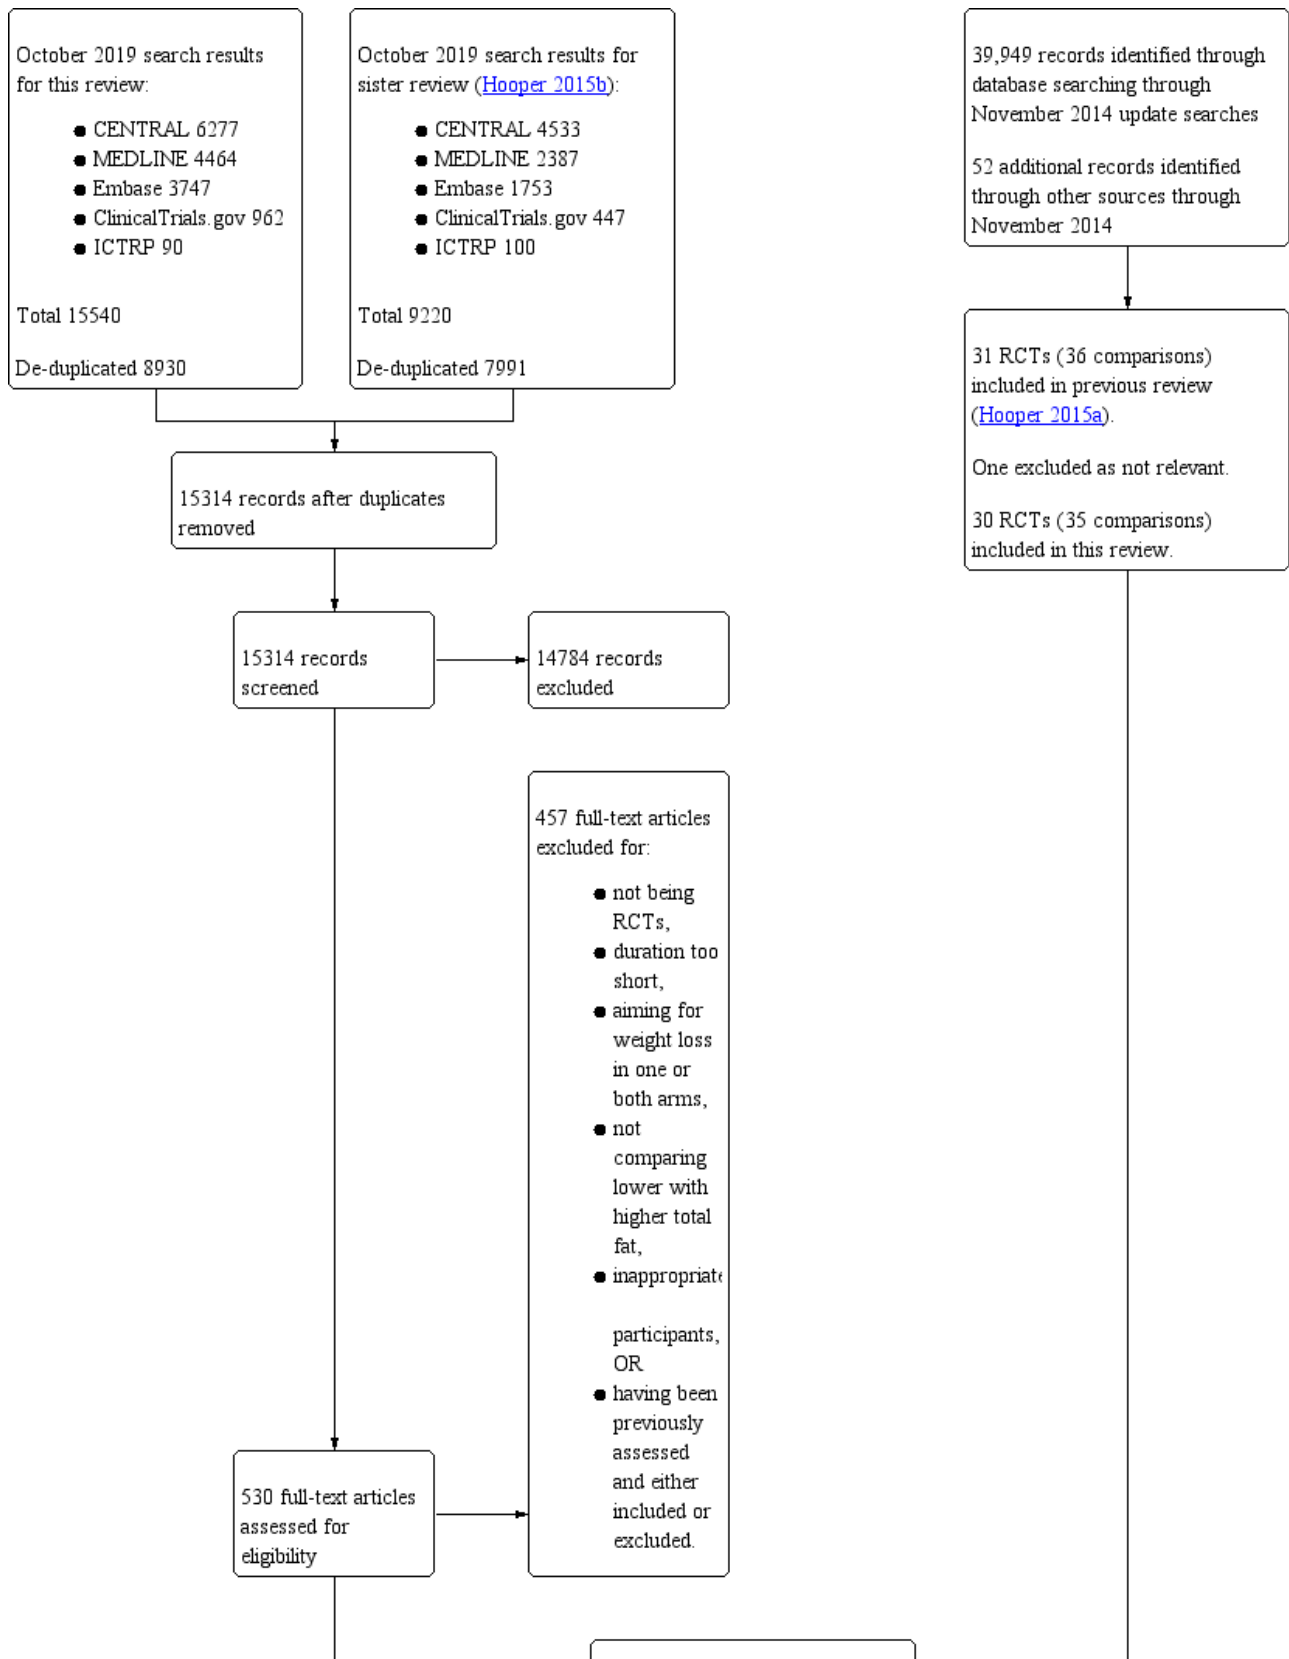 October 2019 search results
for this review:
● CENTRAL 6277
● MEDLINE 4464
● Embase 3747
● ClinicalTrials.gov 962
● ICTRP 90
Total 15540
De-duplicated 8930
October 2019 search results for
sister review (Hooper 2015b):
● CENTRAL 4533
● MEDLINE 2387
● Embase 1753
● ClinicalTrials.gov 447
● ICTRP 100
Total 9220
De-duplicated 7991
39,949 records identified through
database searching through
November 2014 update searches
52 additional records identified
through other sources through
November 2014
31 RCTs (36 comparisons)
included in previous review
(Hooper 2015a).
One excluded as not relevant.
30 RCTs (35 comparisons)
included in this review.
15314 records after duplicates
removed
15314 records
screened
14784 records
excluded
457 full-text articles
excluded for:
● not being
RCTs,
● duration too
short,
● aiming for
weight loss
in one or
both arms,
● not
comparing
lower with
higher total
fat,
● inappropriate
participants,
OR
● having been
previously
assessed
and either
included or
excluded.
530 full-text articles
assessed for
eligibility